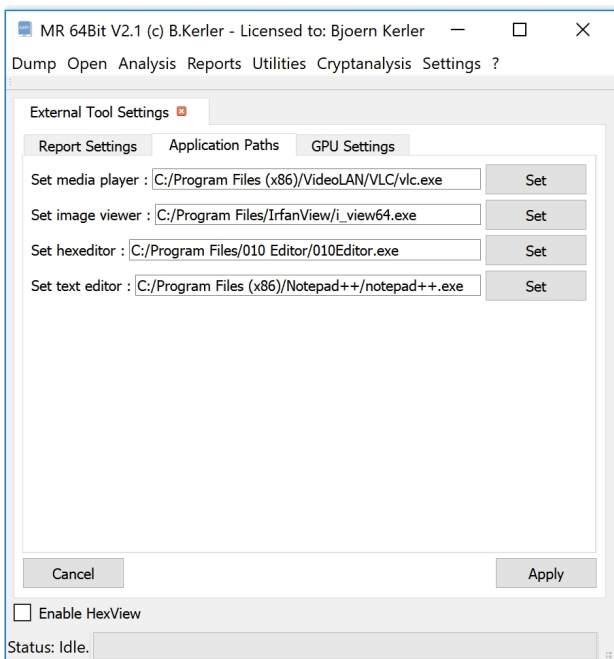 MR 64Bit V2.1 (c) B.Kerler - Licensed to: Bjoern Kerler
Dump Open Analysis Reports Utilities Cryptanalysis Settings ?
External Tool Settings
Report Settings Application Paths GPU Settings
Set media player : C:/Program Files (x86)/VideoLAN/VLC/vlc.exe Set
Set image viewer : C:/Program Files/IrfanView/i_view64.exe Set
Set hexeditor : C:/Program Files/010 Editor/010Editor.exe Set
Set text editor : C:/Program Files (x86)/Notepad++/notepad++.exe Set
Cancel Apply
Enable HexView
Status: Idle.